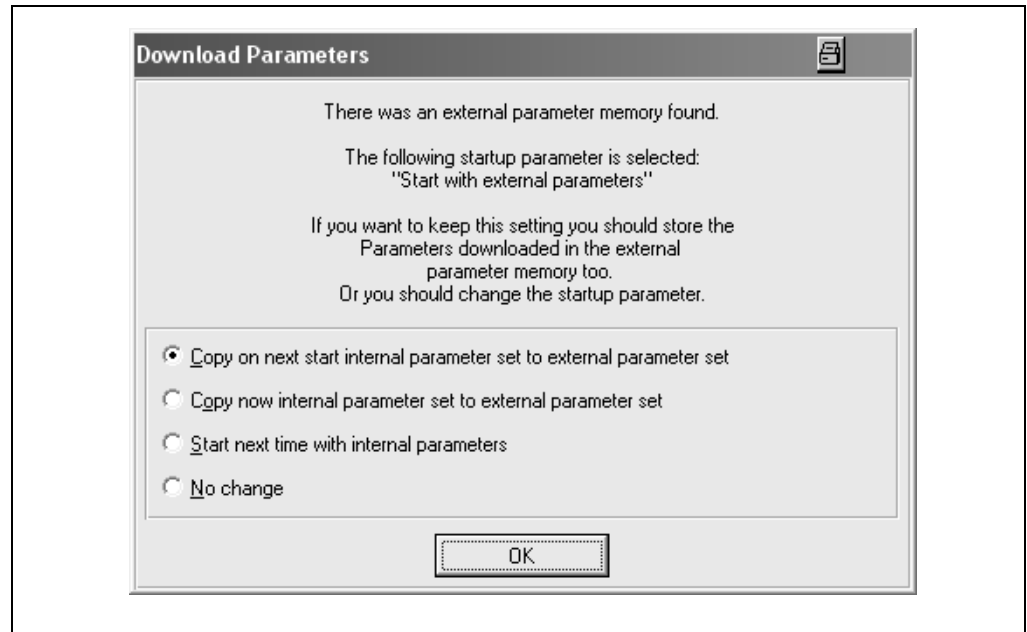 Download Parameters
There was an external parameter memory found.
The following startup parameter is selected:
"Start with external parameters"
If you want to keep this setting you should store the
Parameters downloaded in the external
parameter memory too.
Or you should change the startup parameter.
Copy on next start internal parameter set to external parameter set
Copy now internal parameter set to external parameter set
Start next time with internal parameters
No change
OK